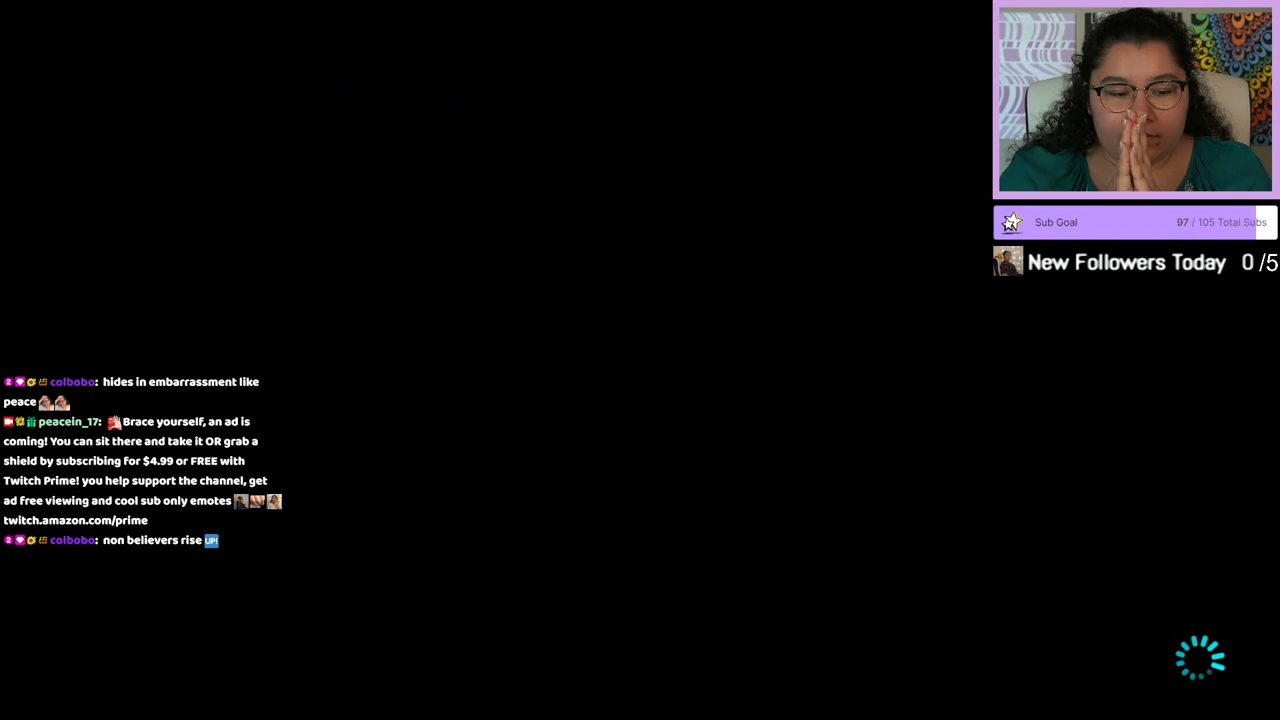 Sub Goal
97 / 105 Total Subs
New Followers Today 0 /5
colbobo: hides in embarrassment like
peace
peacein_17: Brace yourself, an ad is
coming! You can sit there and take it OR grab a
shield by subscribing for $4.99 or FREE with
Twitch Prime! you help support the channel, get
ad free viewing and cool sub only emotes
twitch.amazon.com/prime
colbobo: non believers rise UP!